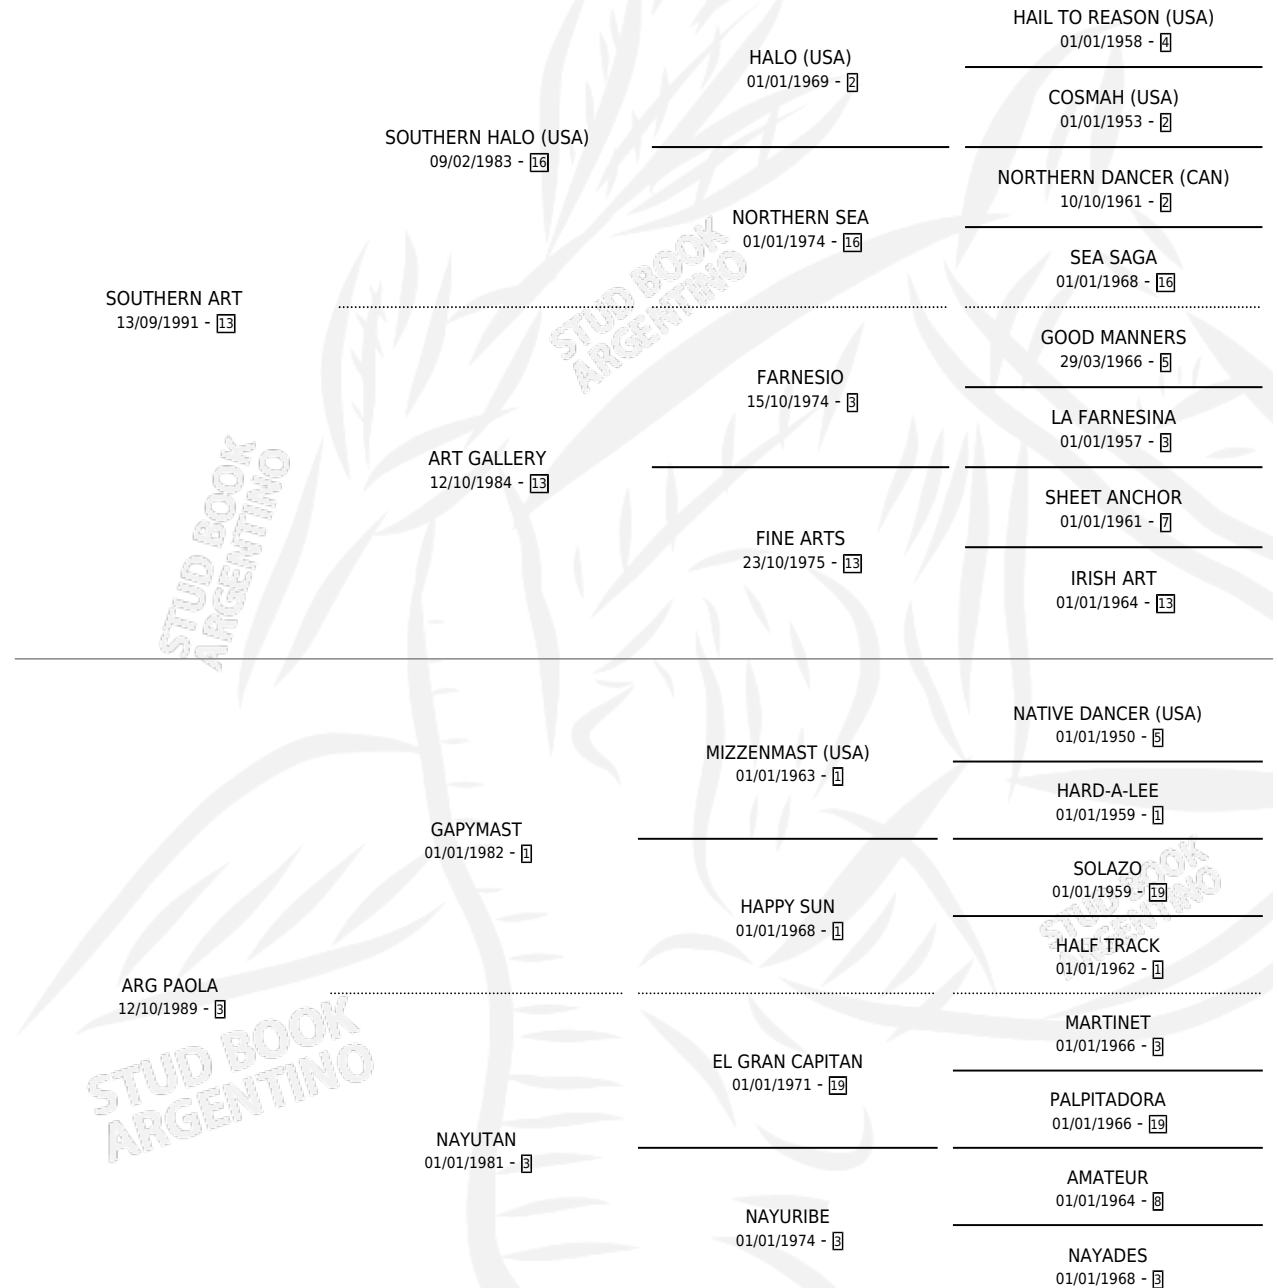 HAIL TO REASON (USA)
01/01/1958 - 4
HALO (USA)
01/01/1969 - 2
COSMAH (USA)
01/01/1953 - 2
SOUTHERN HALO (USA)
09/02/1983 - 16
NORTHERN DANCER (CAN)
10/10/1961 - 2
NORTHERN SEA
01/01/1974 - 16
SEA SAGA
01/01/1968 - 16
SOUTHERN ART
13/09/1991 - 13
GOOD MANNERS
29/03/1966 - 5
FARNESIO
15/10/1974 - 3
LA FARNESINA
01/01/1957 - 3
ART GALLERY
12/10/1984 - 13
SHEET ANCHOR
01/01/1961 - 7
FINE ARTS
23/10/1975 - 13
IRISH ART
01/01/1964 - 13
NATIVE DANCER (USA)
01/01/1950 - 5
MIZZENMAST (USA)
01/01/1963 - 1
HARD-A-LEE
01/01/1959 - 1
GAPYMAST
01/01/1982 - 1
SOLAZO
01/01/1959 - 19
HAPPY SUN
01/01/1968 - 1
HALF TRACK
01/01/1962 - 1
ARG PAOLA
12/10/1989 - 3
MARTINET
01/01/1966 - 3
EL GRAN CAPITAN
01/01/1971 - 19
PALPITADORA
01/01/1966 - 19
NAYUTAN
01/01/1981 - 3
AMATEUR
01/01/1964 - 8
NAYURIBE
01/01/1974 - 3
NAYADES
01/01/1968 - 3
STUD BOOK
ARGENTINO
STUD BOOK
ARGENTINO
STUD BOOK
ARGENTINO
STUD BOOK
ARGENTINO